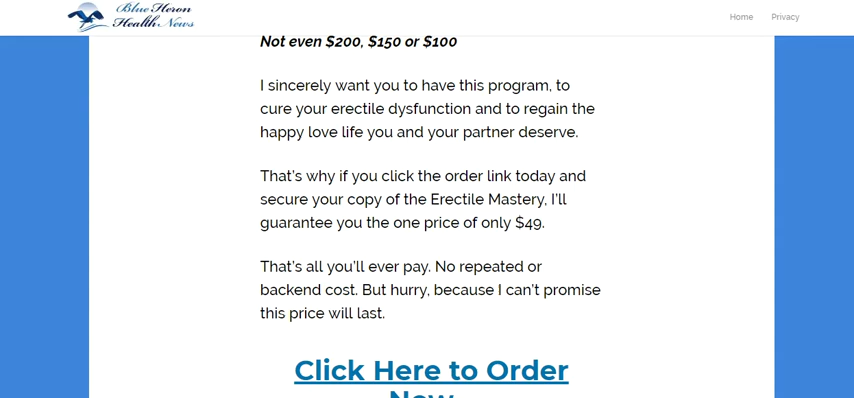 Blue Heron
Health News
Home Privacy
Not even $200, $150 or $100
I sincerely want you to have this program, to
cure your erectile dysfunction and to regain the
happy love life you and your partner deserve.
That’s why if you click the order link today and
secure your copy of the Erectile Mastery, I’ll
guarantee you the one price of only $49.
That’s all you’ll ever pay. No repeated or
backend cost. But hurry, because I can’t promise
this price will last.
Click Here to Order
Now